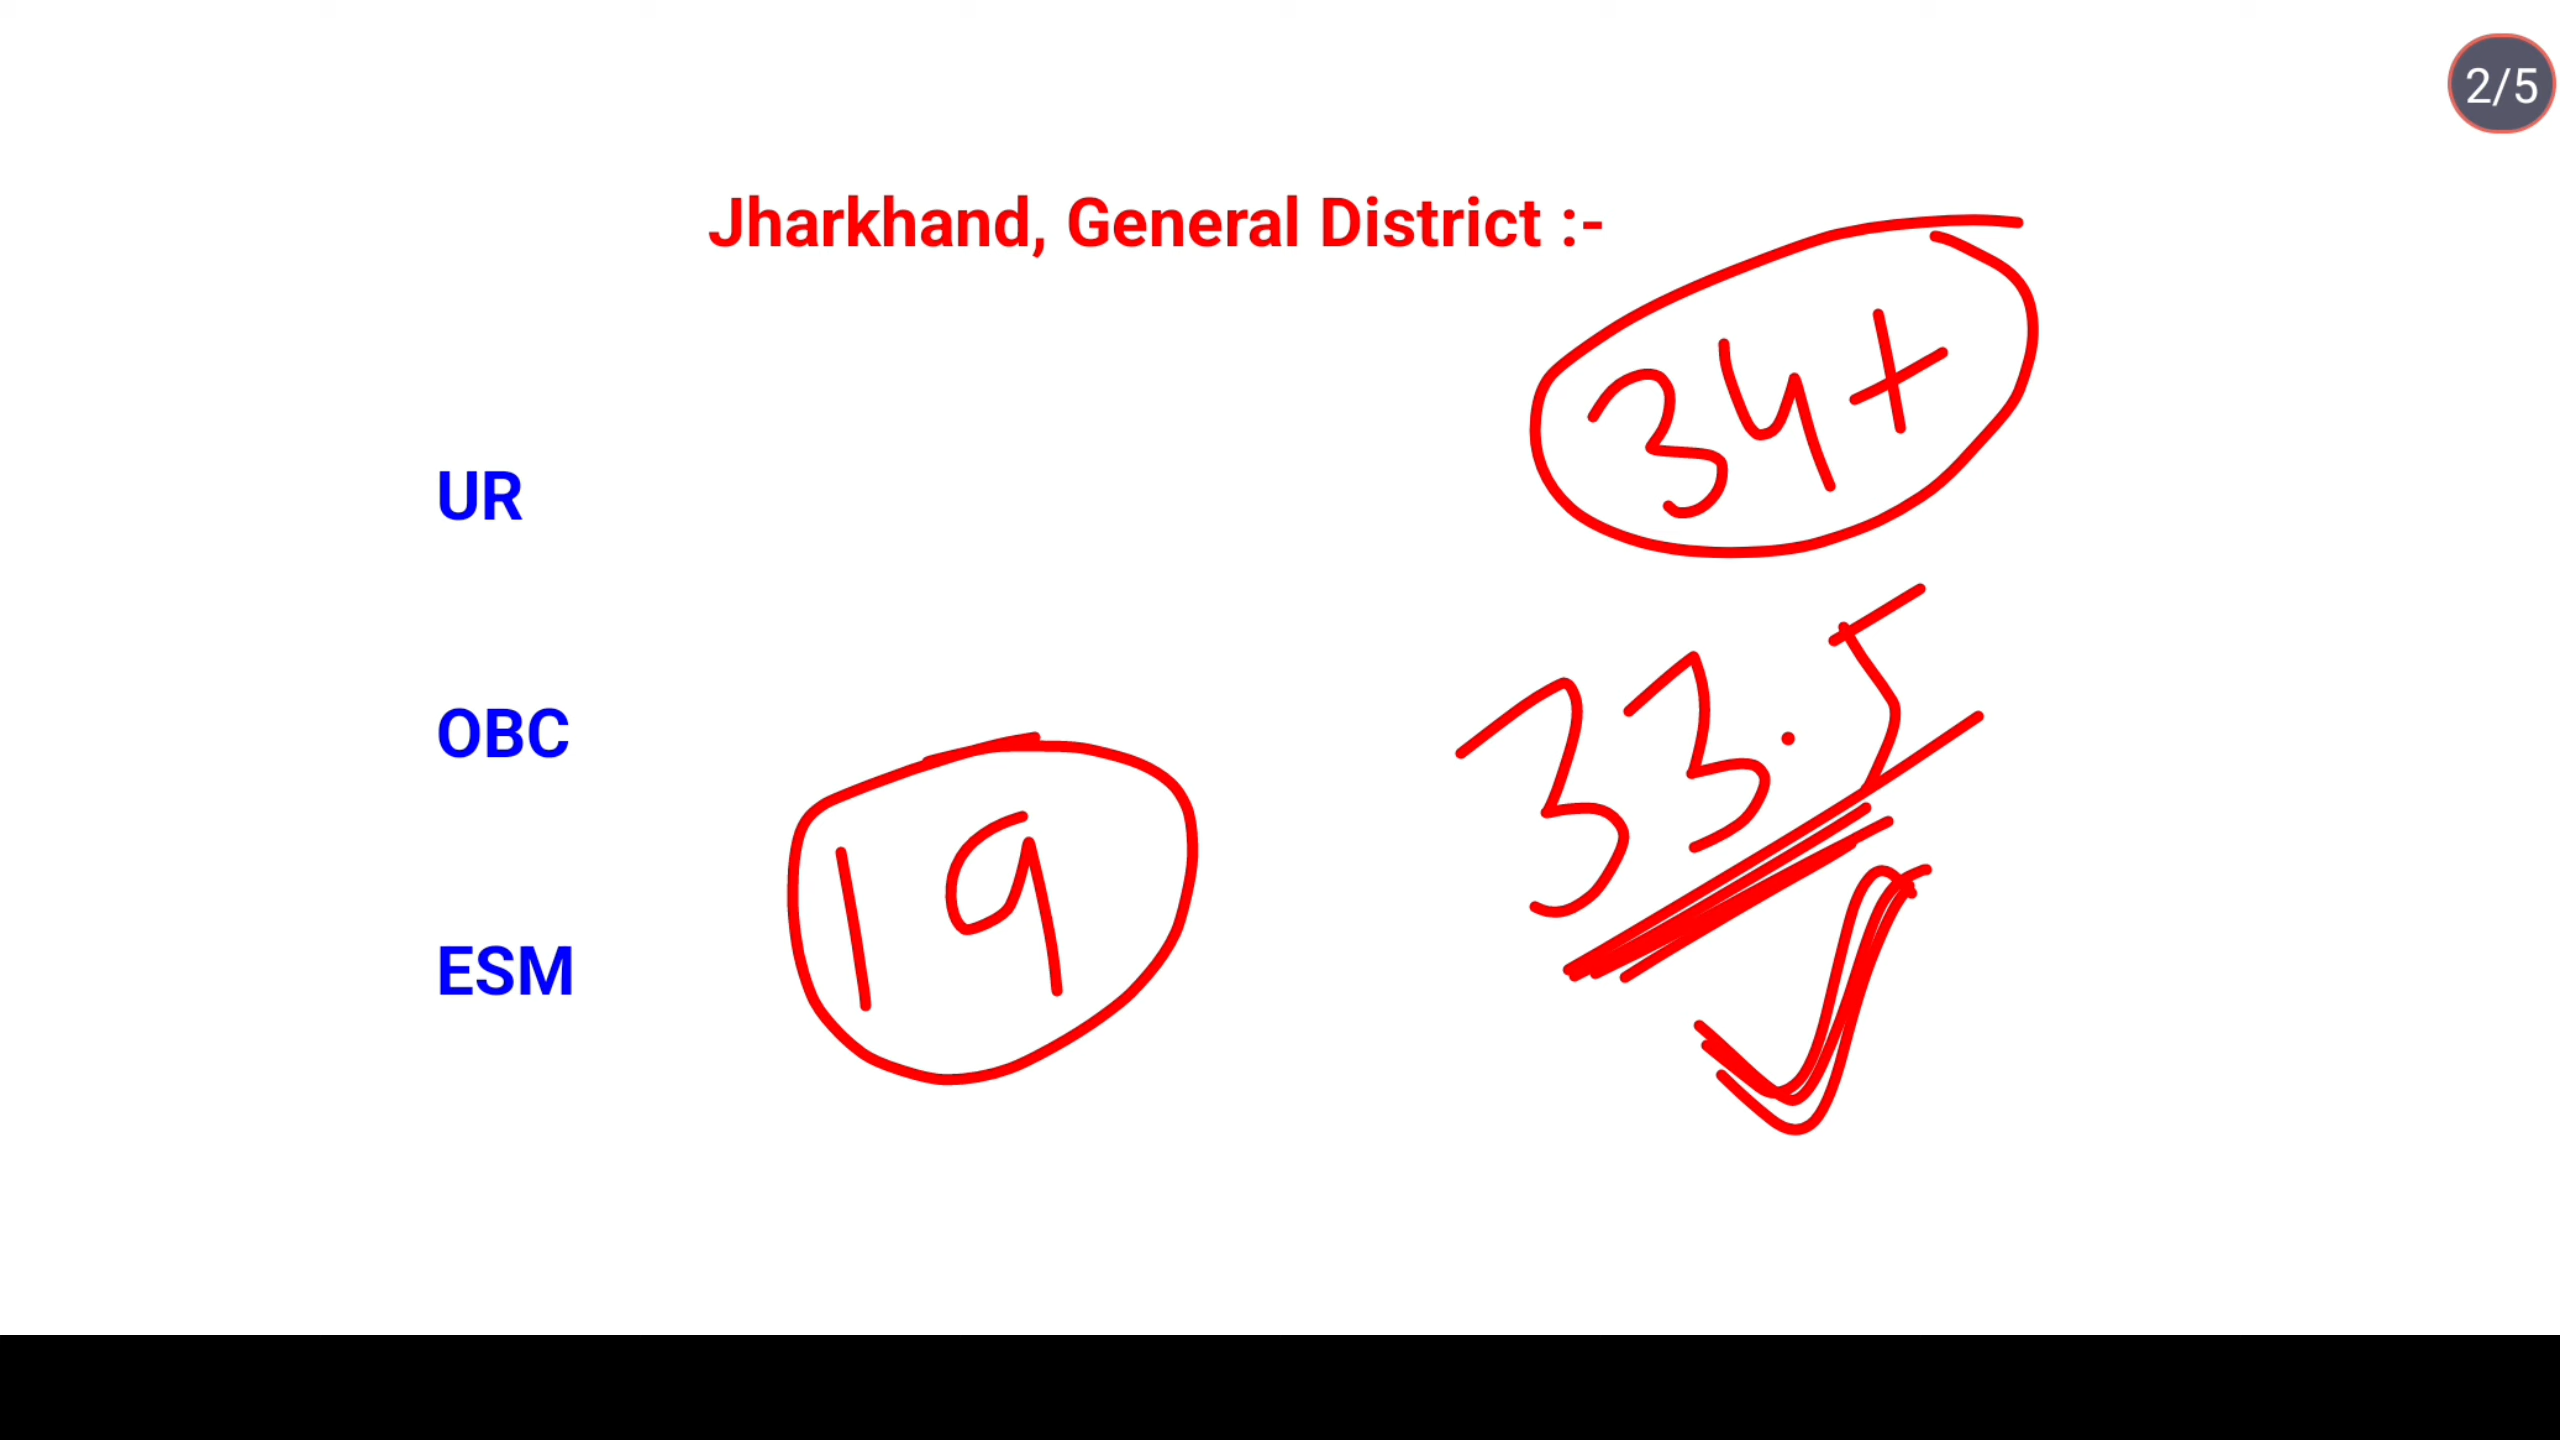 2/5
Jharkhand, General District :-
34+
UR
33.5
OBC
19
ESM